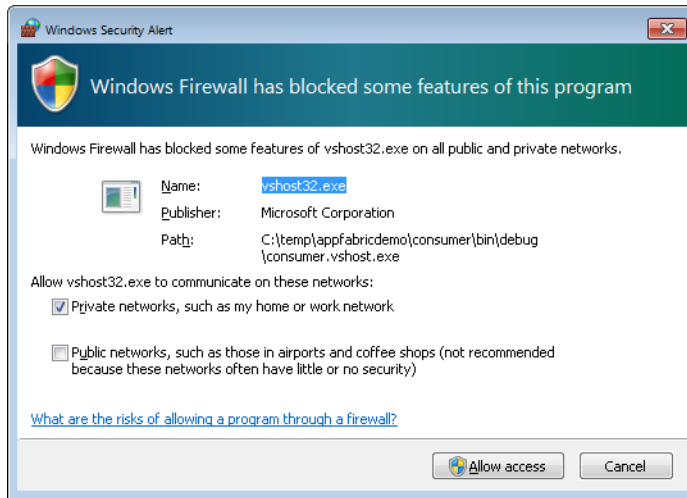 Windows Security Alert
Windows Firewall has blocked some features of this program
Windows Firewall has blocked some features of vshost32.exe on all public and private networks.
Name: vshost32.exe
Publisher: Microsoft Corporation
Path: C:\temp\appfabricdemo\consumer\bin\debug
\consumer.vshost.exe
Allow vshost32.exe to communicate on these networks:
Private networks, such as my home or work network
Public networks, such as those in airports and coffee shops (not recommended
because these networks often have little or no security)
What are the risks of allowing a program through a firewall?
Allow access Cancel